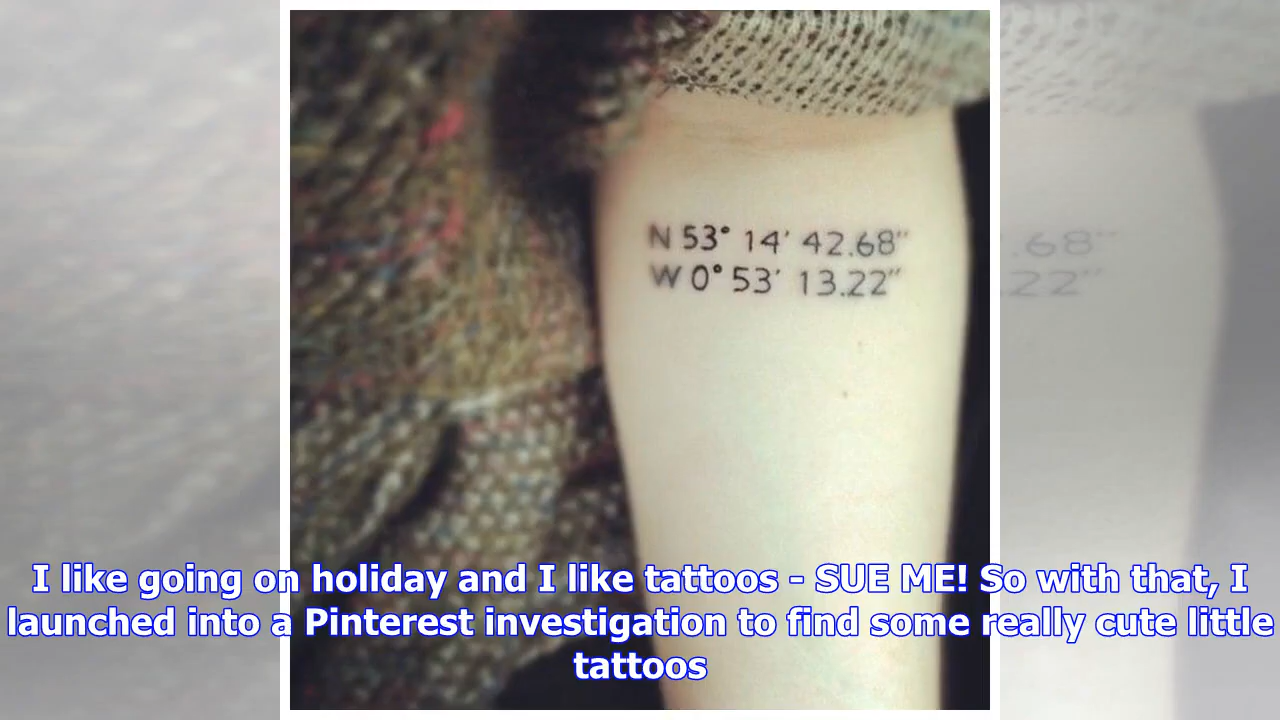 N 53° 14′ 42.68″
W 0° 53′ 13.22″
I like going on holiday and I like tattoos - SUE ME! So with that, I
launched into a Pinterest investigation to find some really cute little
tattoos